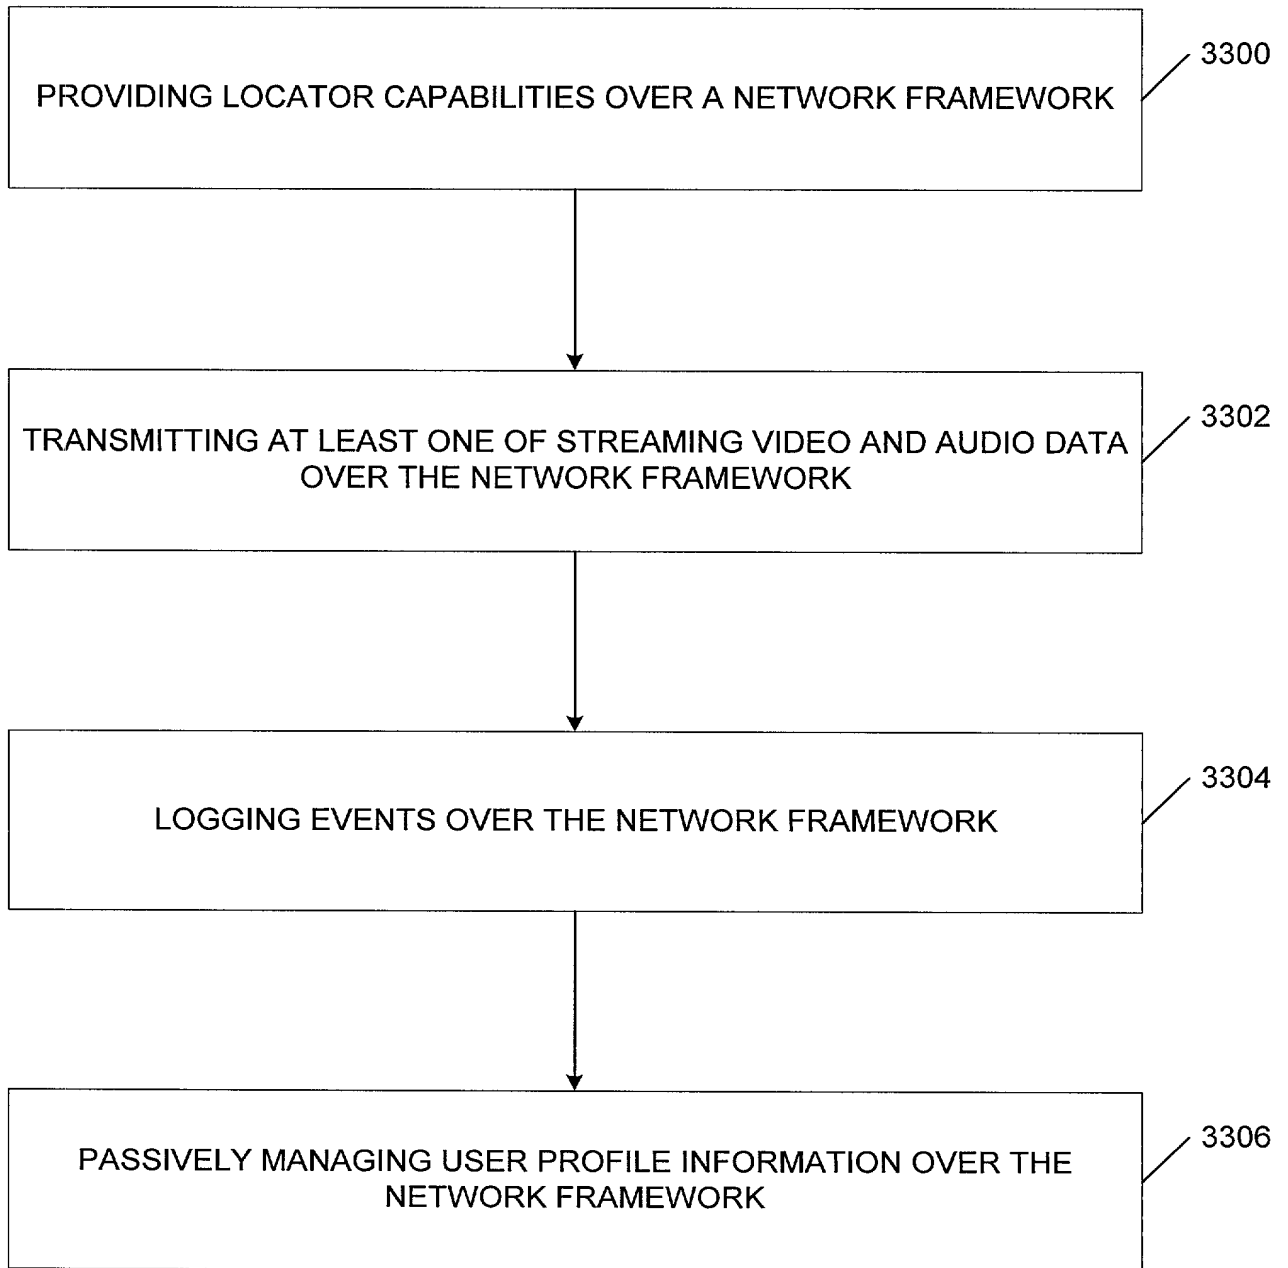 PROVIDING LOCATOR CAPABILITIES OVER A NETWORK FRAMEWORK
3300
TRANSMITTING AT LEAST ONE OF STREAMING VIDEO AND AUDIO DATA
OVER THE NETWORK FRAMEWORK
3302
LOGGING EVENTS OVER THE NETWORK FRAMEWORK
3304
PASSIVELY MANAGING USER PROFILE INFORMATION OVER THE
NETWORK FRAMEWORK
3306